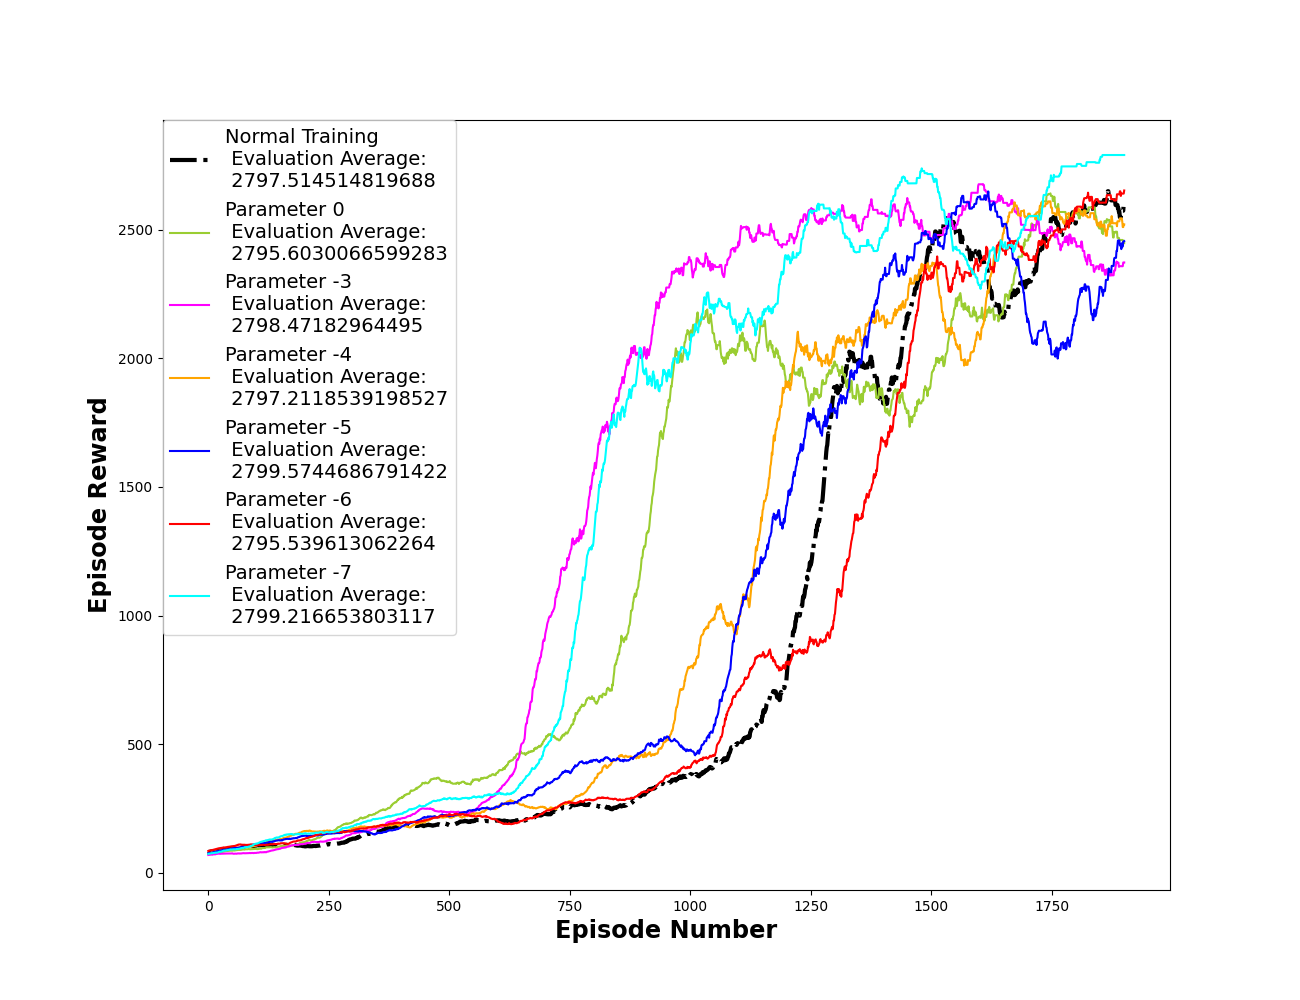 Normal Training
Evaluation Average:
2797.514514819688
Parameter 0
Evaluation Average:
2795.6030066599283
Parameter -3
Evaluation Average:
2798.47182964495
Parameter -4
Evaluation Average:
2797.2118539198527
Parameter -5
Evaluation Average:
2799.5744686791422
Parameter -6
Evaluation Average:
2795.539613062264
Parameter -7
Evaluation Average:
2799.216653803117
2500
2000
1500
1000
500
0
Episode Reward
0 250 500 750 1000 1250 1500 1750
Episode Number